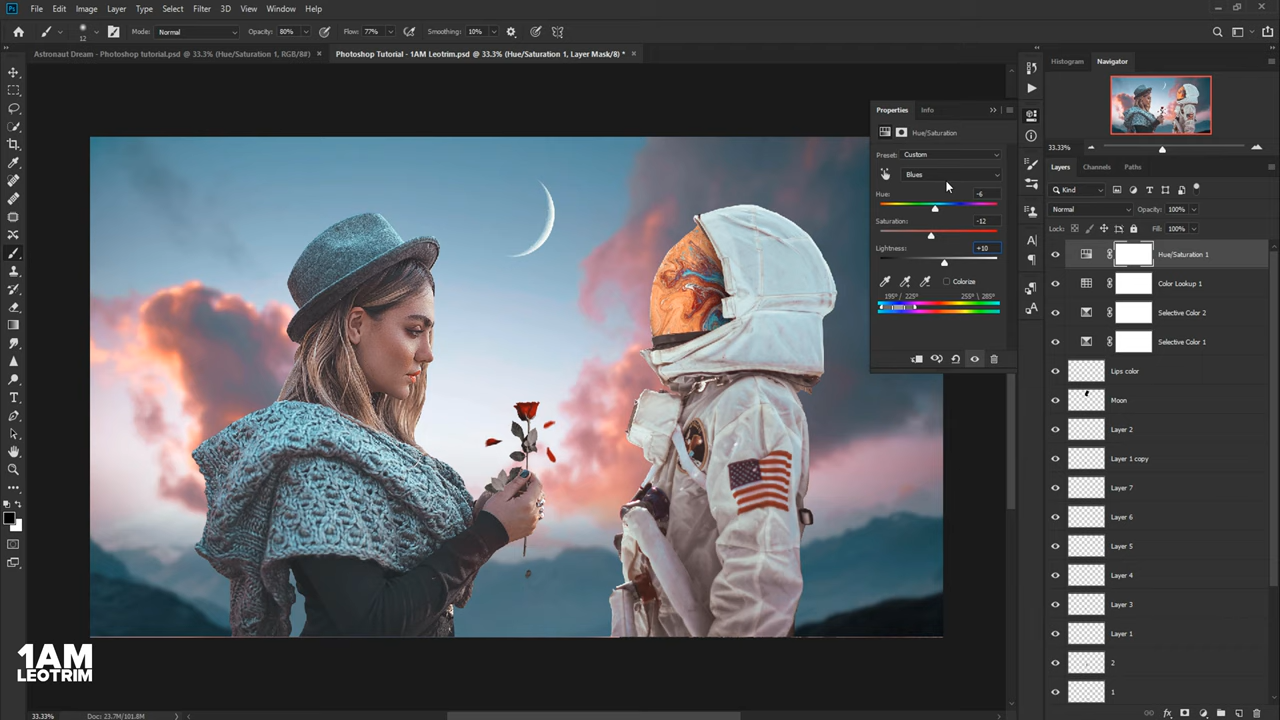 Ps File Edit Image Layer Type Select Filter 3D View Window Help
12 Mode: Normal Opacity: 80% Flow: 77% Smoothing: 10%
Astronaut Dream - Photoshop tutorial.psd @ 33.3% (Hue/Saturation 1, RGB/8#) ×
Photoshop Tutorial - 1AM Leotrim.psd @ 33.3% (Hue/Saturation 1, Layer Mask/8) * ×
Histogram Navigator
33.33%
Properties Info
Hue/Saturation
Preset: Custom
Blues
Hue: -6
Saturation: -12
Lightness: +10
Colorize
195° / 225° 255° \ 285°
Layers Channels Paths
Kind
Normal Opacity: 100%
Lock: Fill: 100%
Hue/Saturation 1
Color Lookup 1
Selective Color 2
Selective Color 1
Lips color
Moon
Layer 2
Layer 1 copy
Layer 7
Layer 6
Layer 5
Layer 4
Layer 3
Layer 1
2
1
1AM
LEOTRIM
33.33% Doc: 23.7M/101.8M